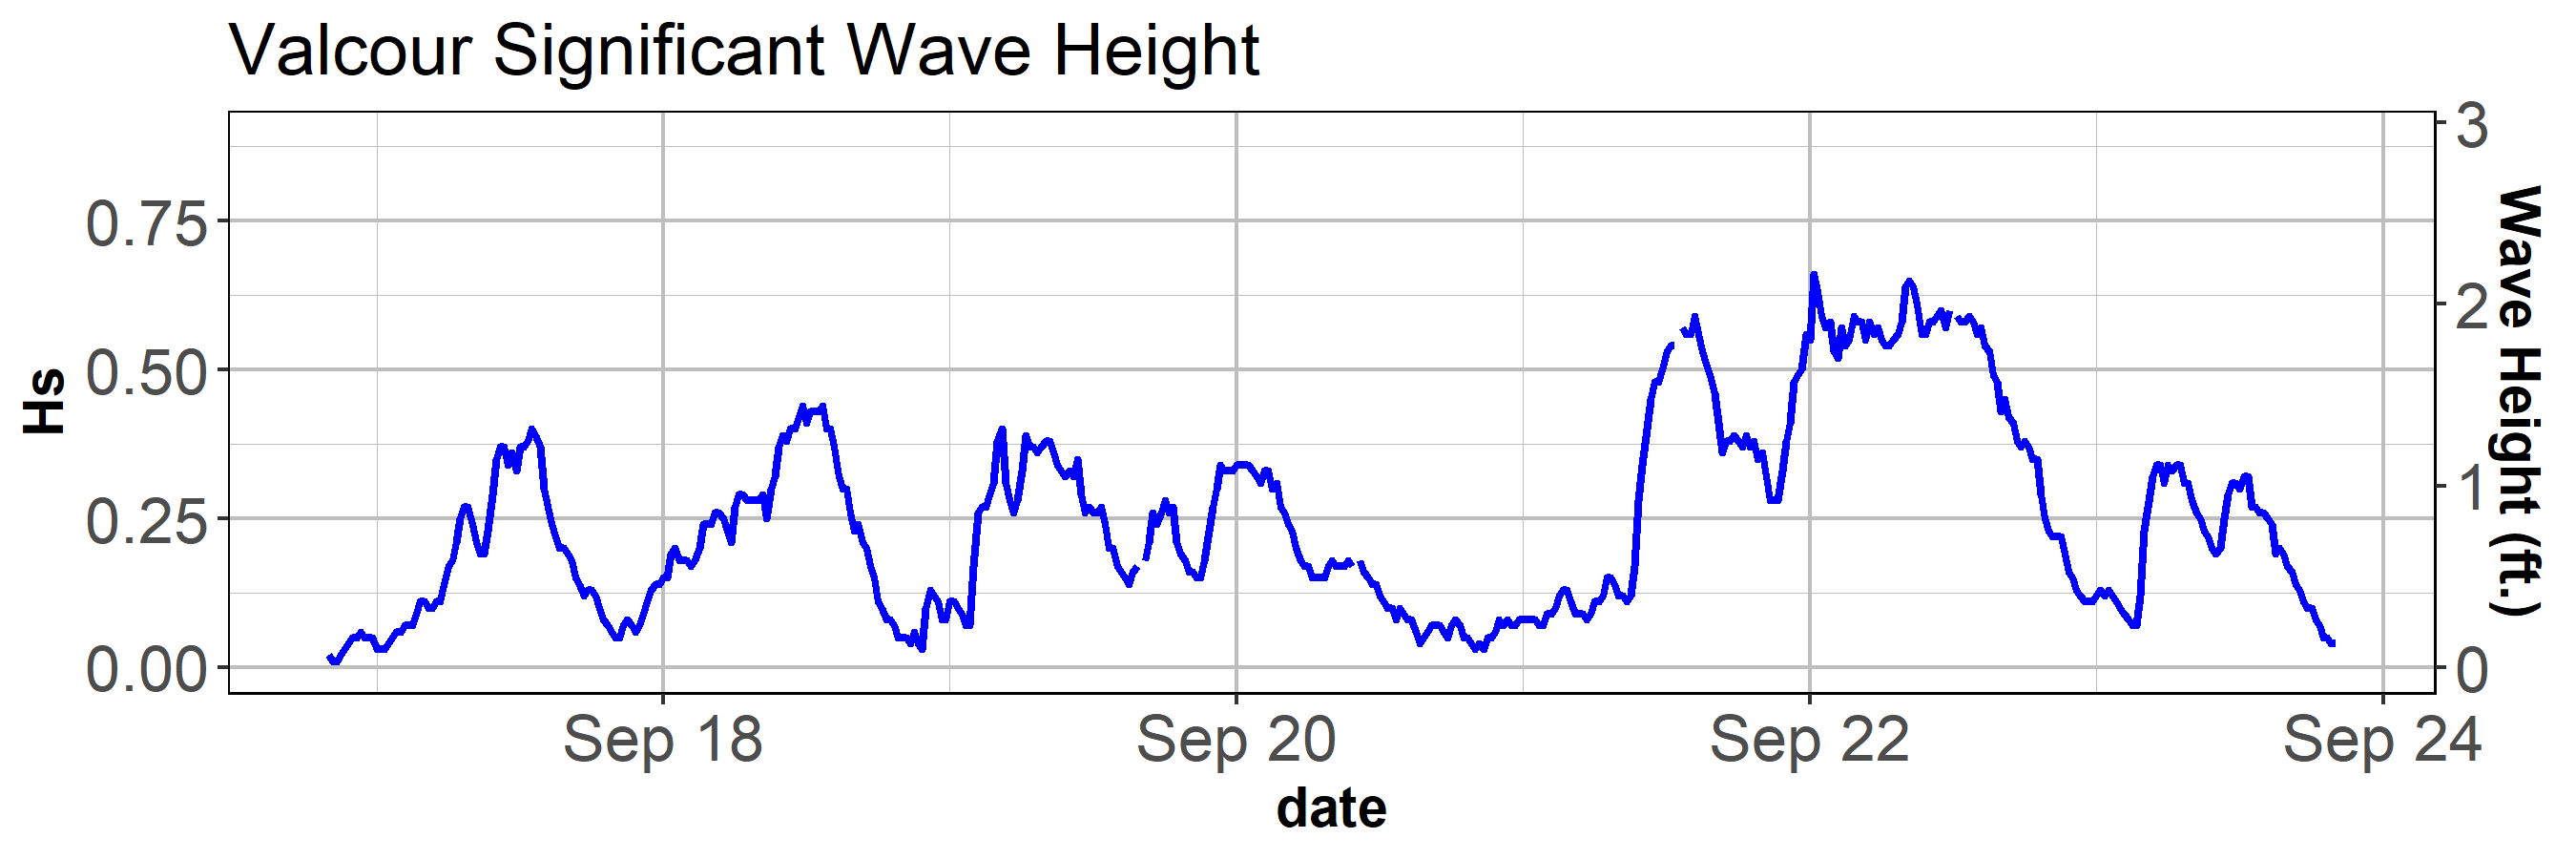 Valcour Significant Wave Height
Hs
0.75
0.50
0.25
0.00
3
2
1
0
Wave Height (ft.)
Sep 18
Sep 20
Sep 22
Sep 24
date